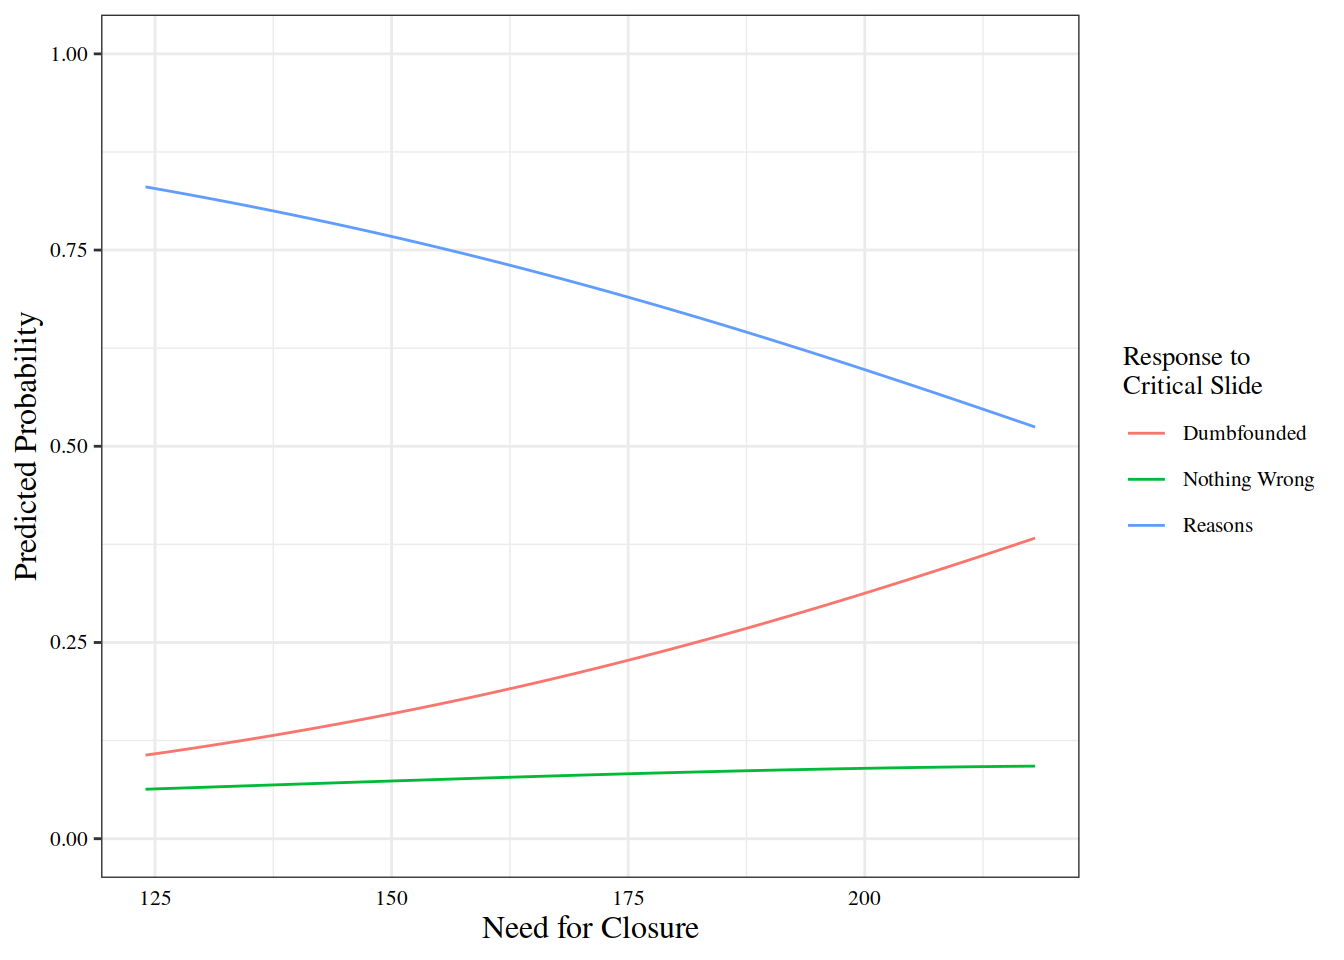 1.00
0.75
0.50
0.25
0.00
Predicted Probability
125 150 175 200
Need for Closure
Response to
Critical Slide
Dumbfounded
Nothing Wrong
Reasons